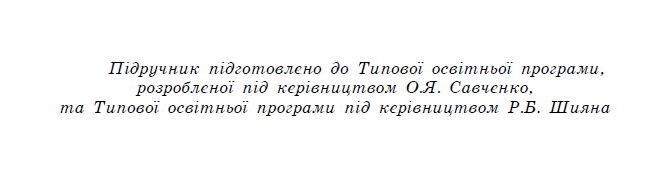 Підручник підготовлено до Типової освітньої програми,
розробленої під керівництвом О.Я. Савченко,
та Типової освітньої програми під керівництвом Р.Б. Шияна